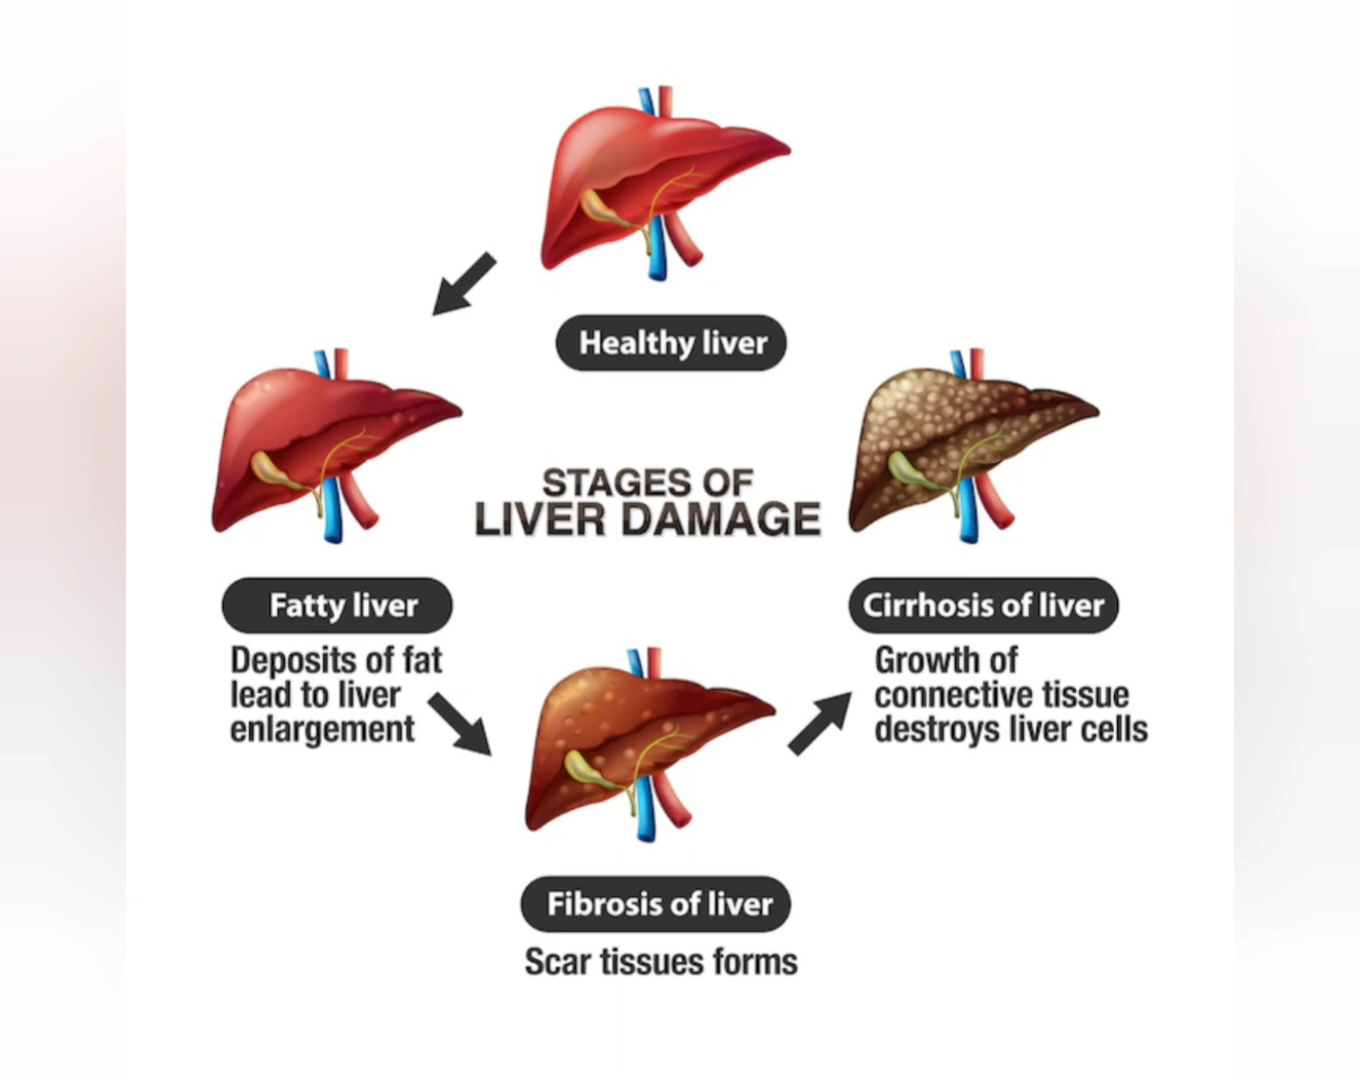 Healthy liver
STAGES OF
LIVER DAMAGE
Fatty liver
Deposits of fat
lead to liver
enlargement
Fibrosis of liver
Scar tissues forms
Cirrhosis of liver
Growth of
connective tissue
destroys liver cells